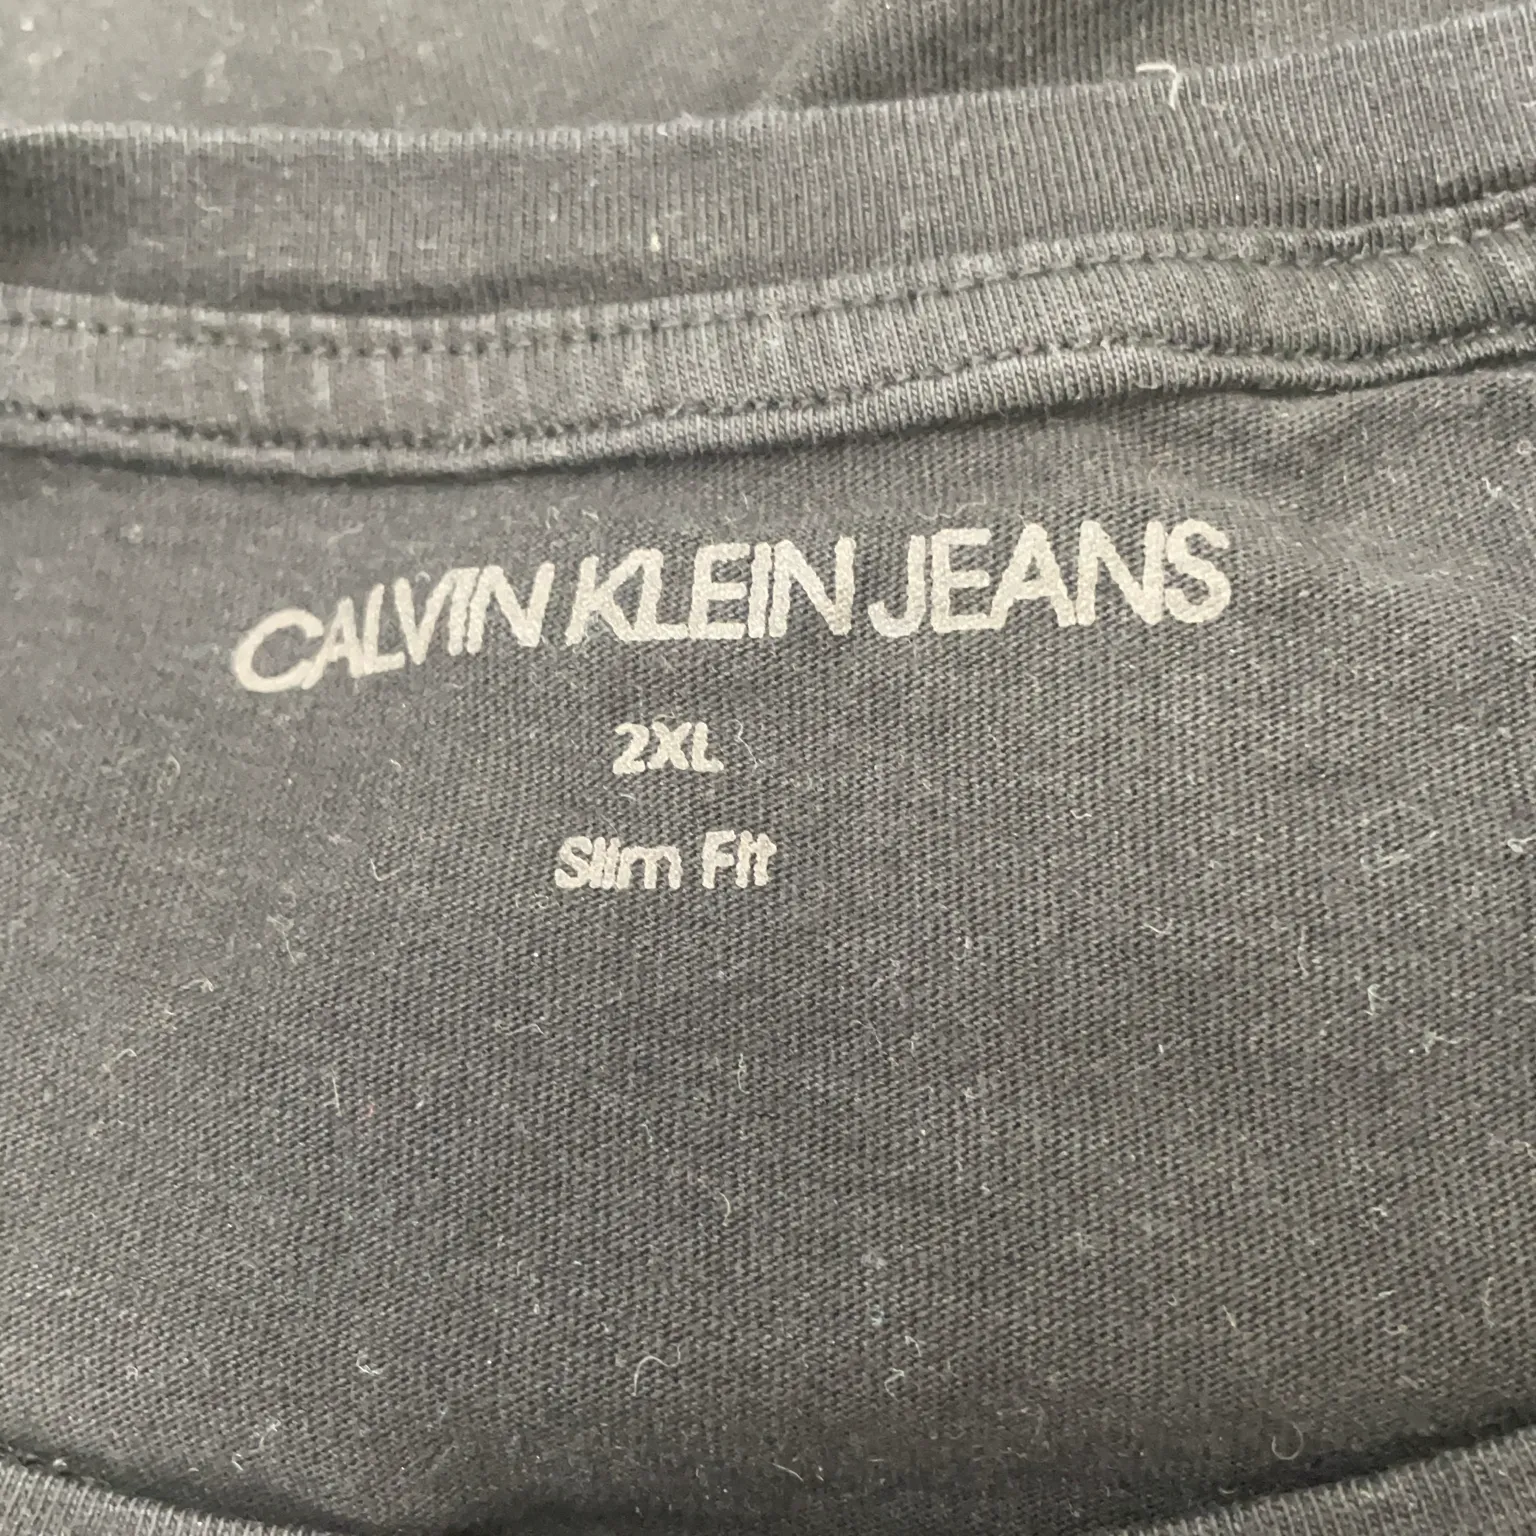 CALVIN KLEIN JEANS
2XL
Slim Fit